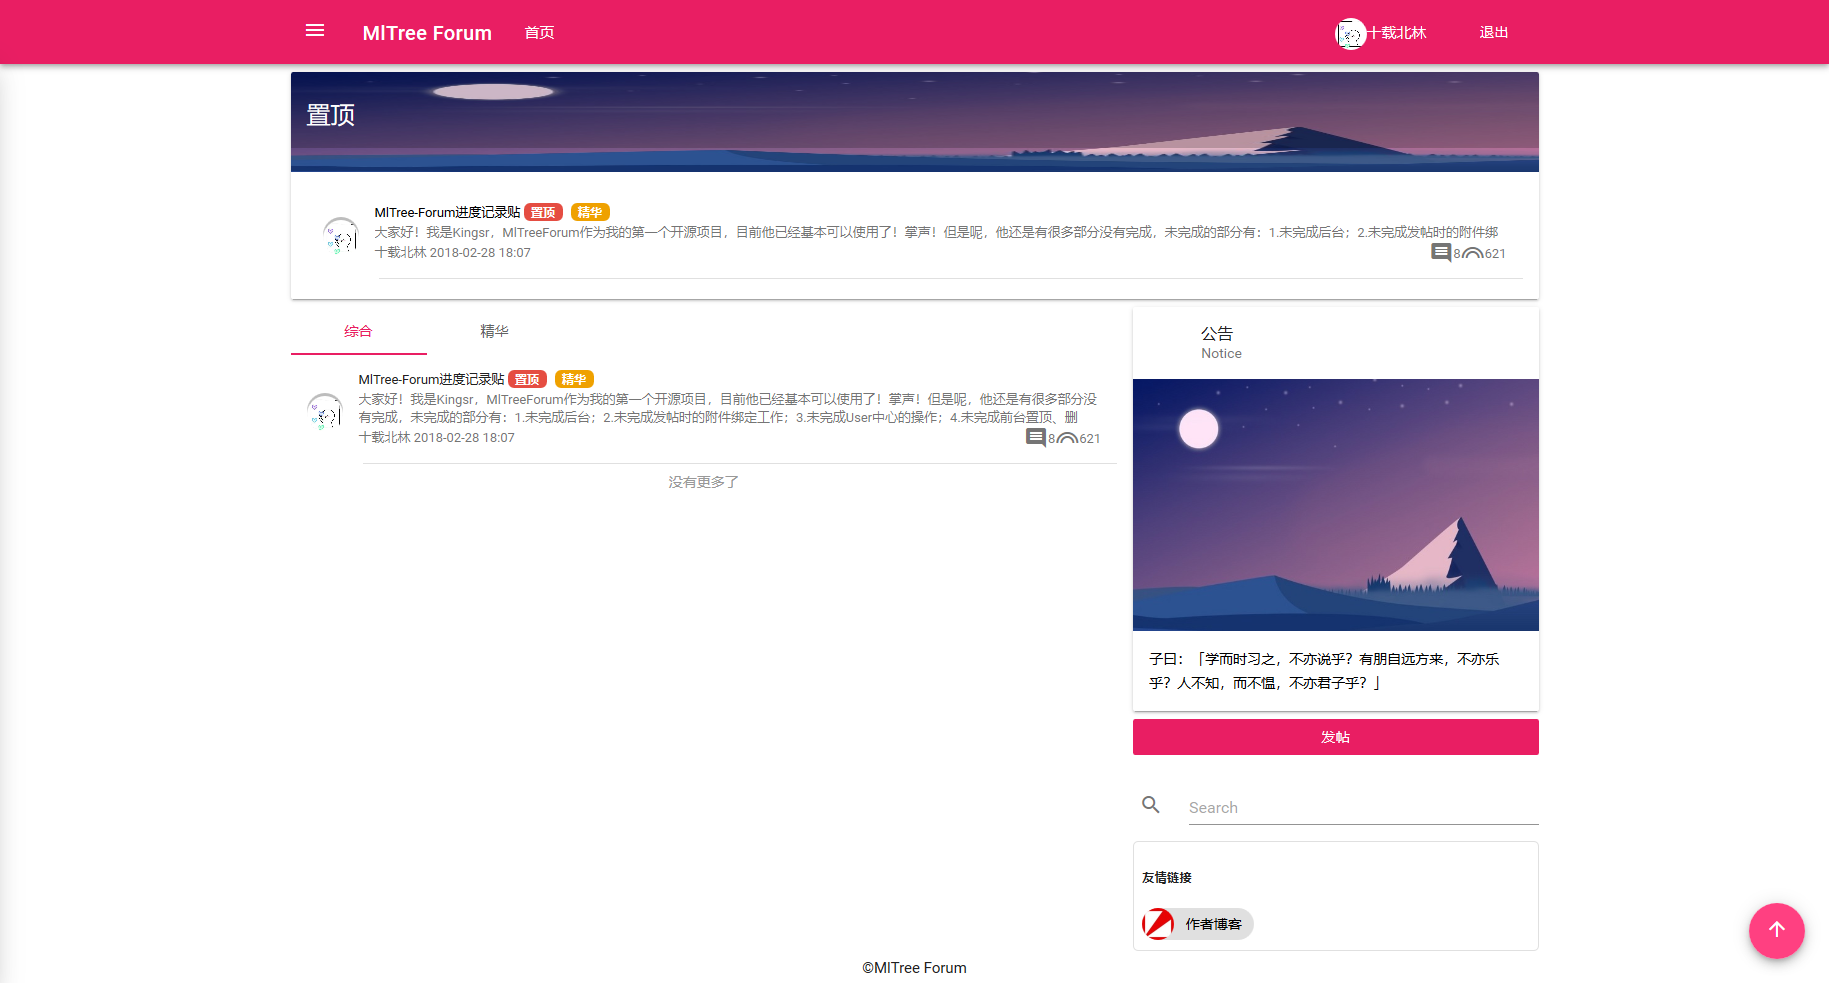 MlTree Forum 首页 十载北林 退出
置顶
MlTree-Forum进度记录贴 置顶 精华
大家好！我是Kingsr，MlTreeForum作为我的第一个开源项目，目前他已经基本可以使用了！掌声！但是呢，他还是有很多部分没有完成，未完成的部分有：1.未完成后台；2.未完成发帖时的附件绑
十载北林 2018-02-28 18:07 8 621
综合 精华
MlTree-Forum进度记录贴 置顶 精华
大家好！我是Kingsr，MlTreeForum作为我的第一个开源项目，目前他已经基本可以使用了！掌声！但是呢，他还是有很多部分没
有完成，未完成的部分有：1.未完成后台；2.未完成发帖时的附件绑定工作；3.未完成User中心的操作；4.未完成前台置顶、删
十载北林 2018-02-28 18:07 8 621
没有更多了
公告
Notice
子曰：「学而时习之，不亦说乎？有朋自远方来，不亦乐
乎？人不知，而不愠，不亦君子乎？」
发帖
Search
友情链接
作者博客
©MlTree Forum